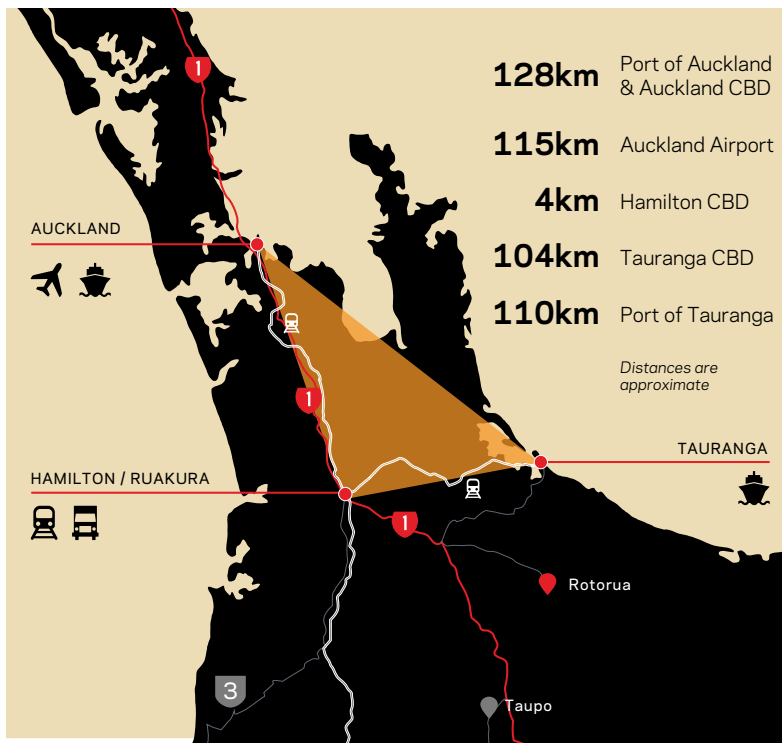 1
128km
Port of Auckland
& Auckland CBD
115km
Auckland Airport
4km
Hamilton CBD
104km
Tauranga CBD
110km
Port of Tauranga
Distances are
approximate
AUCKLAND
1
TAURANGA
HAMILTON / RUAKURA
1
Rotorua
3
Taupo